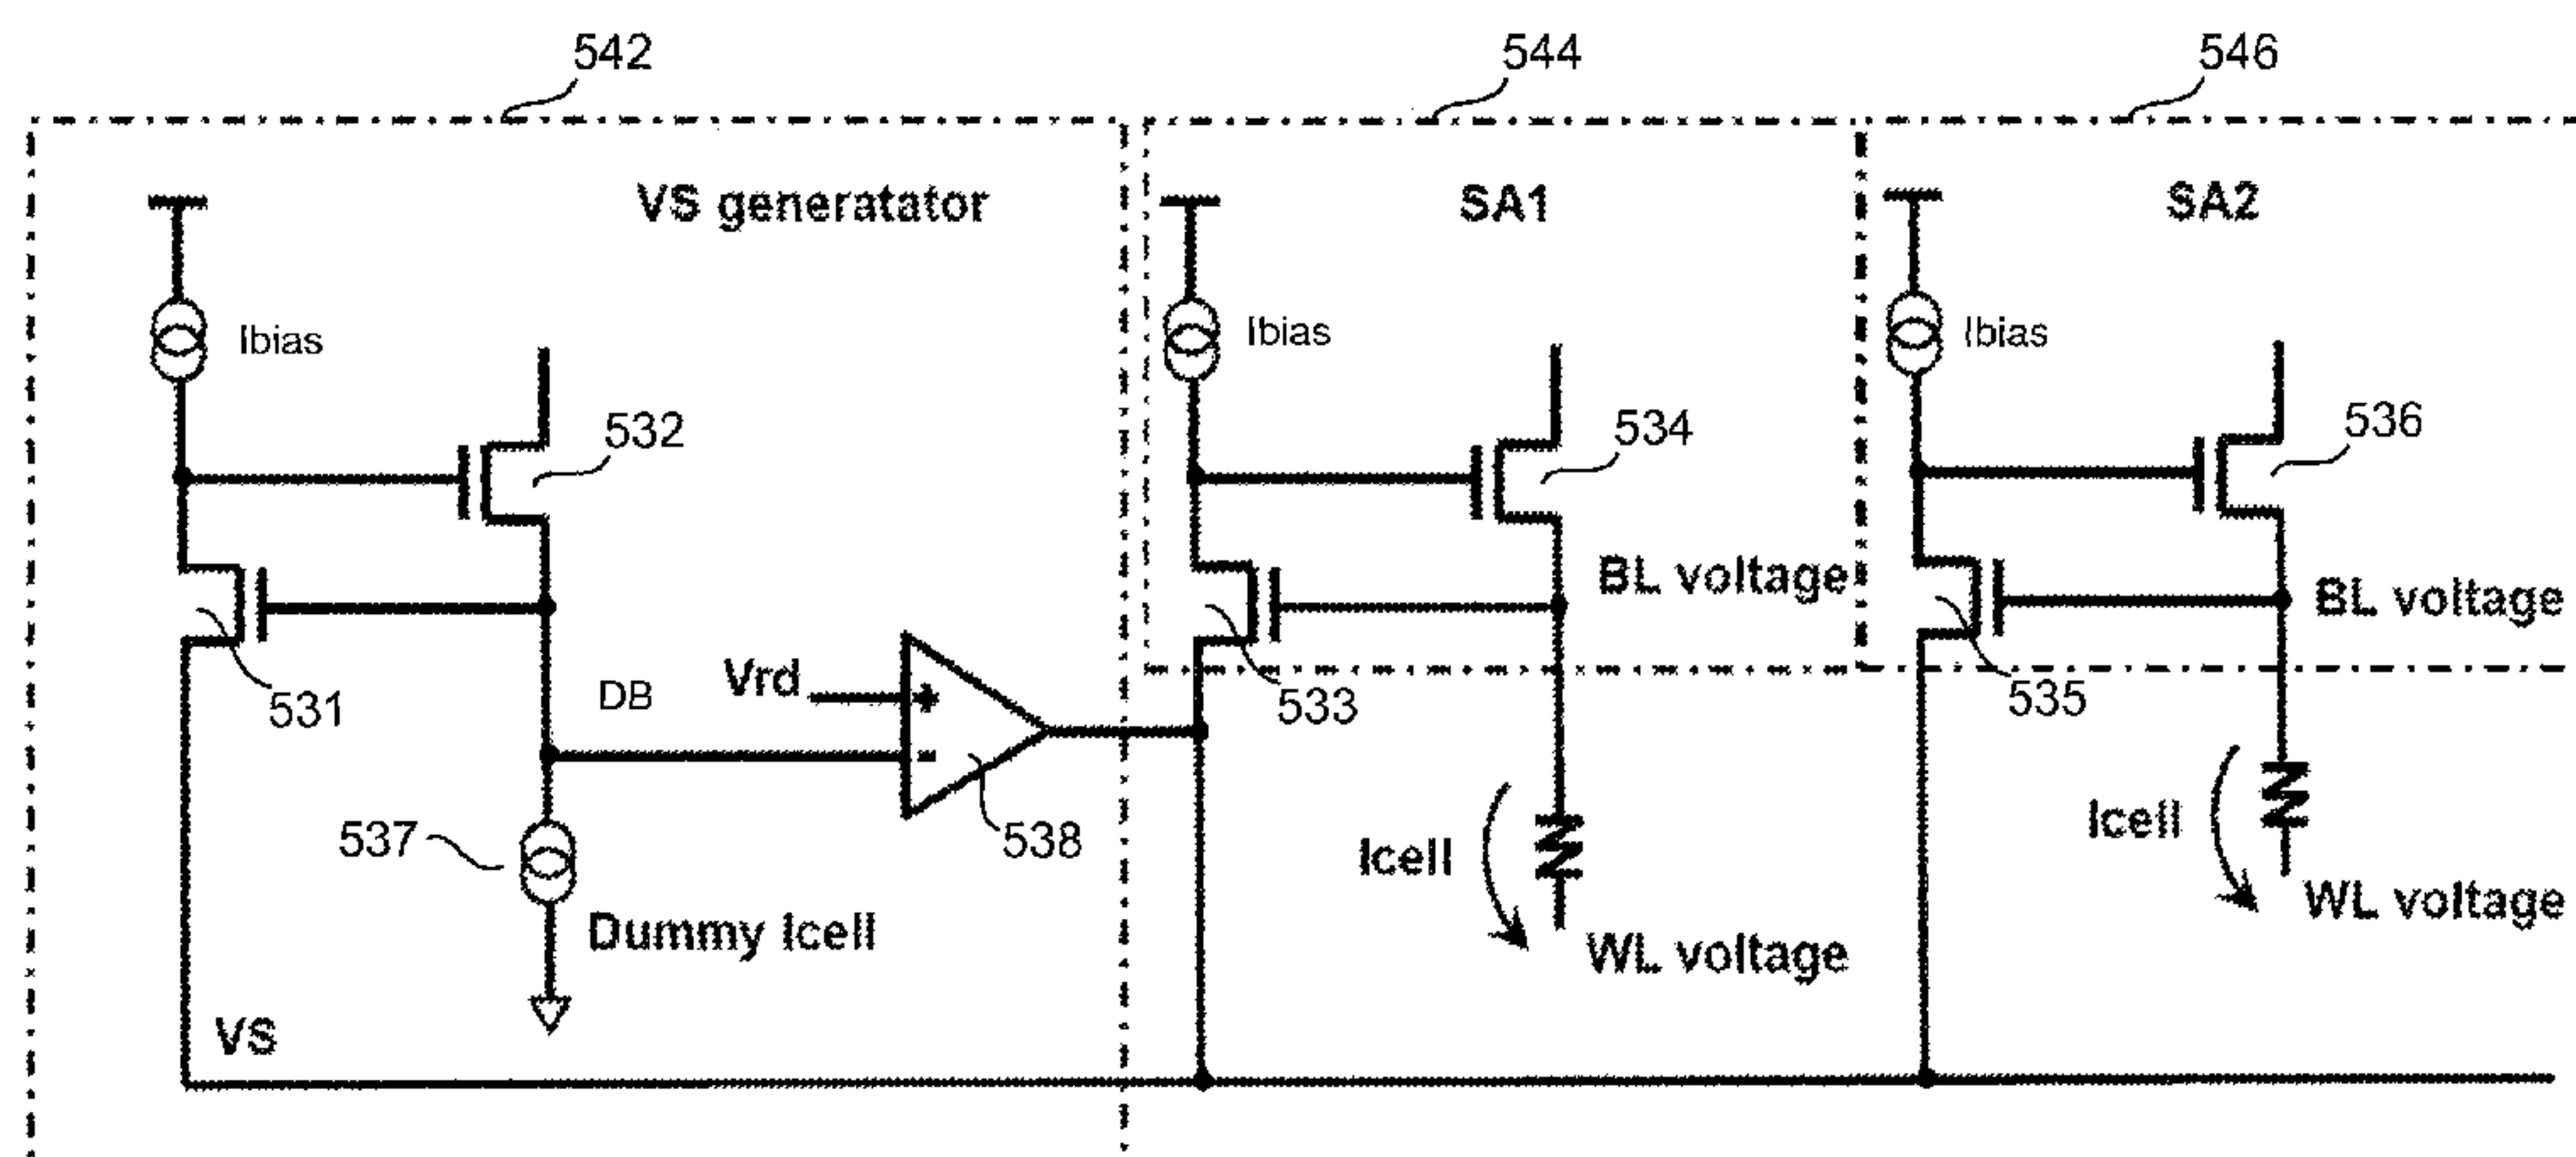 542
544
546
VS generatator
SA1
SA2
Ibias
Ibias
Ibias
532
534
536
BL voltage
BL voltage
531
DB
Vrd
+
-
533
535
537
538
Icell
Icell
Dummy Icell
WL voltage
WL voltage
VS